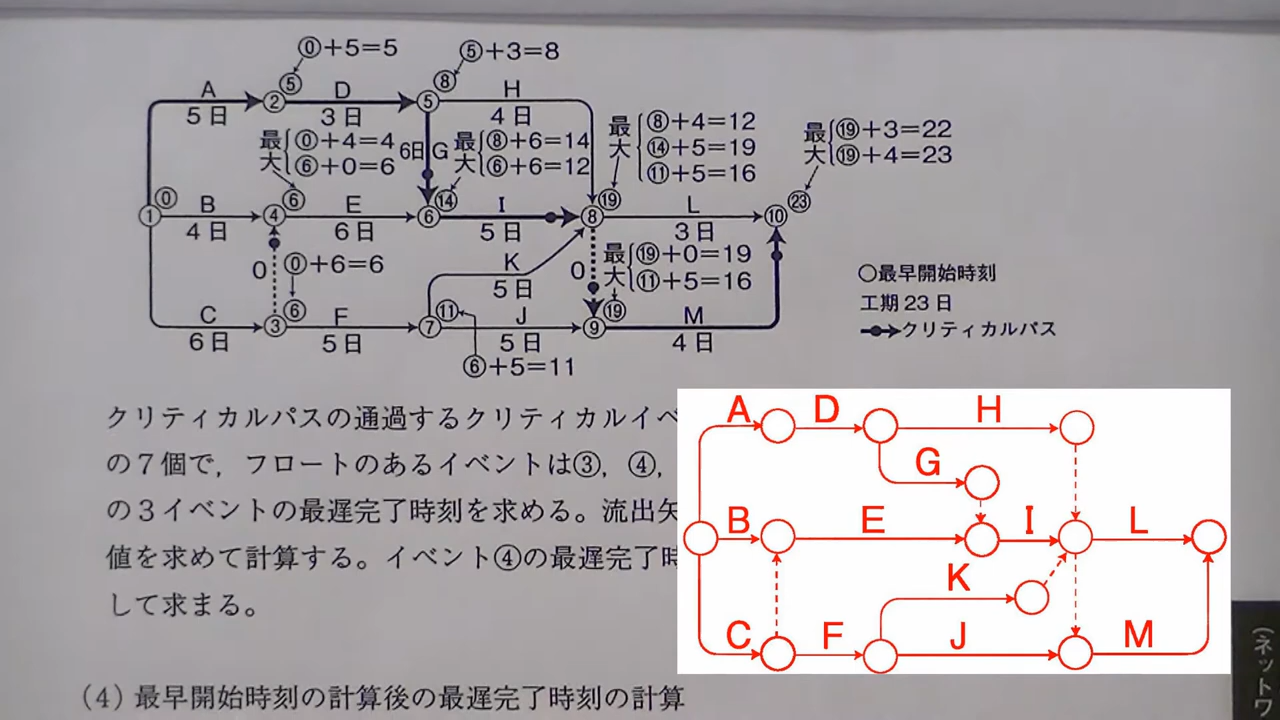 ⓪+5=5
⑤+3=8
A
5日
⑤
②
D
3日
⑧
⑤
H
4日
最大
⓪+4=4
⑥+0=6
6日
G
最大
⑧+6=14
⑥+6=12
最大
⑧+4=12
⑭+5=19
⑪+5=16
最大
⑲+3=22
⑲+4=23
①
⓪
B
4日
④
⑥
E
6日
⑥
⑭
I
5日
⑧
⑲
L
3日
⑩
㉓
0
⓪+6=6
K
5日
0
最大
⑲+0=19
⑪+5=16
C
6日
③
⑥
F
5日
⑦
⑪
J
5日
⑨
⑲
M
4日
⑥+5=11
○最早開始時刻
工期23日
クリティカルパス
クリティカルパスの通過するクリティカルイベ
の7個で,フロートのあるイベントは③,④,
の3イベントの最遅完了時刻を求める。流出矢
値を求めて計算する。イベント④の最遅完了時
して求まる。
(4)最早開始時刻の計算後の最遅完了時刻の計算
A
D
H
G
B
E
I
L
K
C
F
J
M
(ネットワ